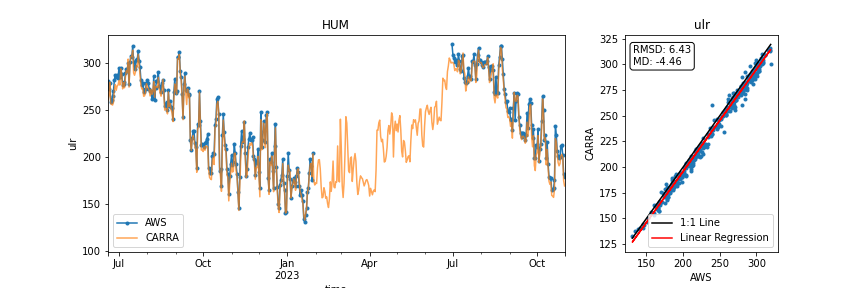 HUM
ulr
300
250
200
150
100
AWS
CARRA
Jul
Oct
Jan
2023
Apr
Jul
Oct
time
ulr
CARRA
325
300
275
250
225
200
175
150
125
RMSD: 6.43
MD: -4.46
1:1 Line
Linear Regression
150
200
250
300
AWS